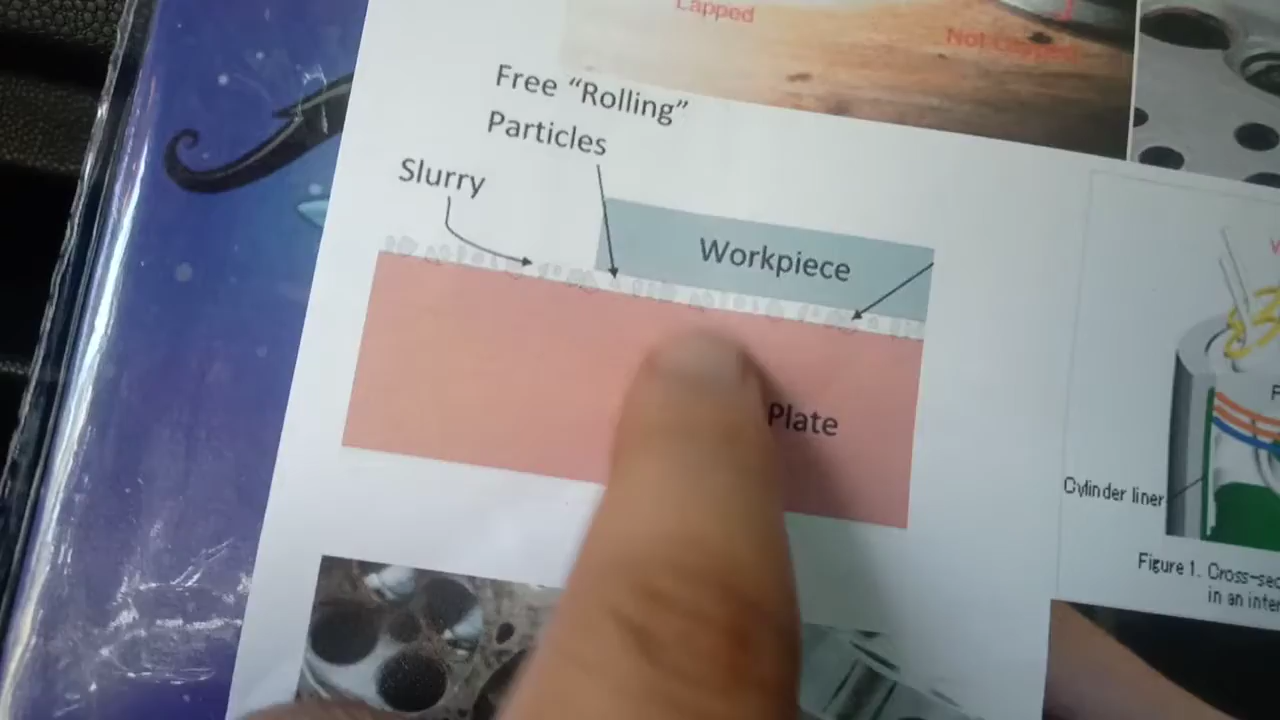 Lapped
Not Lapped
Free “Rolling”
Particles
Slurry
Workpiece
Plate
Cylinder liner
Figure 1. Cross-sec
in an inter